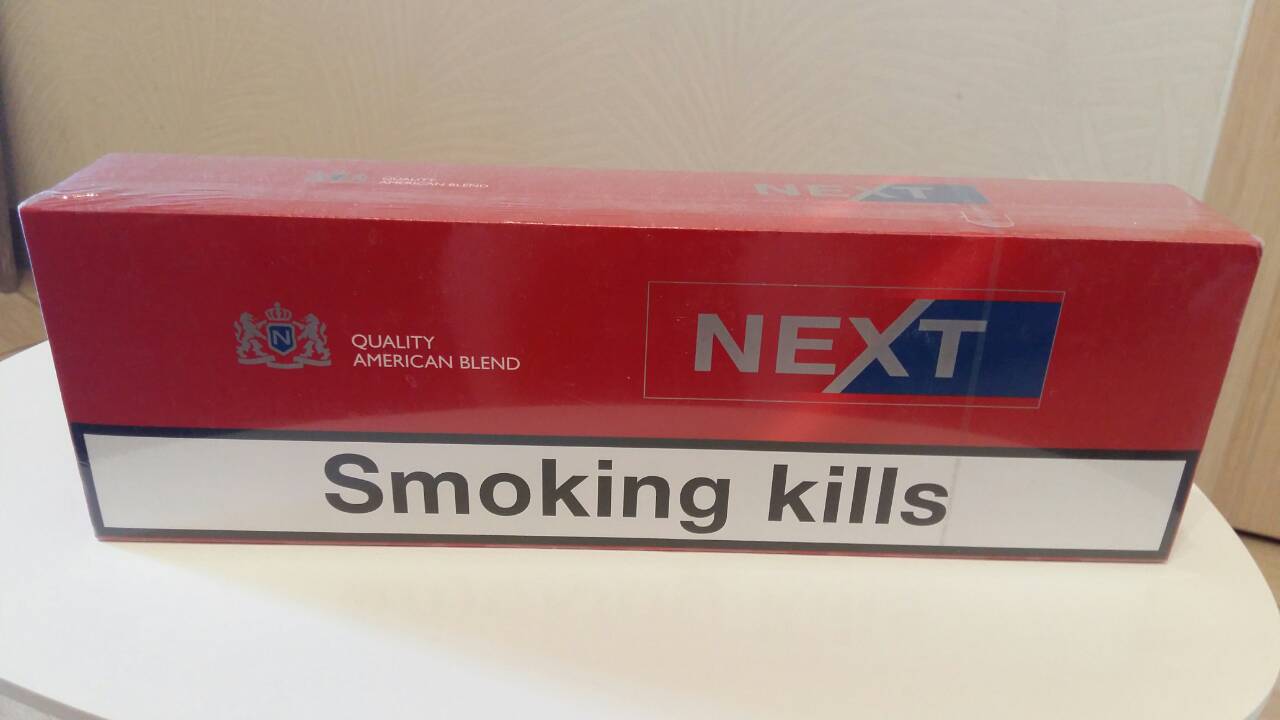 QUALITY
AMERICAN BLEND
NEXT
N
QUALITY
AMERICAN BLEND
NEXT
Smoking kills